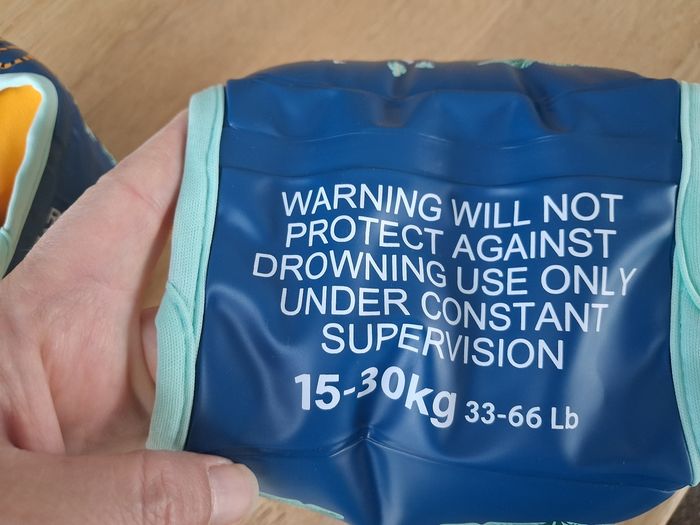 WARNING WILL NOT
PROTECT AGAINST
DROWNING USE ONLY
UNDER CONSTANT
SUPERVISION
15-30kg 33-66 Lb